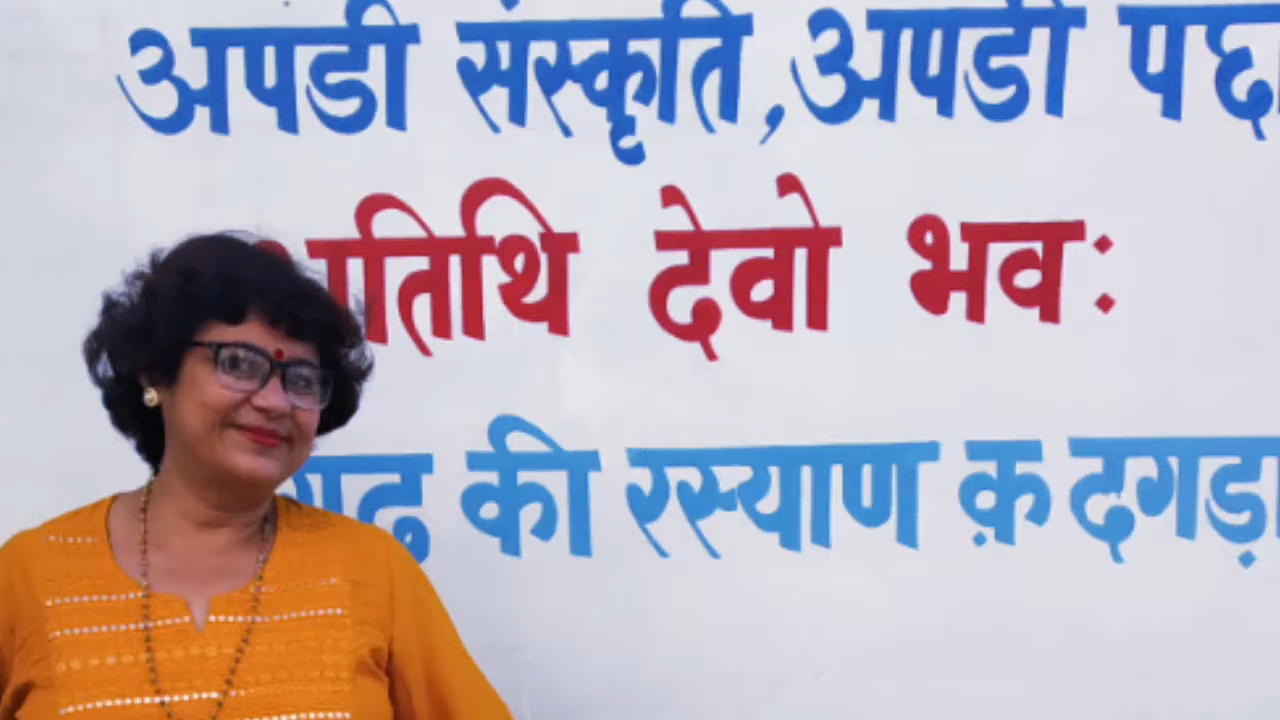 अपडी संस्कृति,अपडी
देवो भवः
की रस्याण क़ दगड़